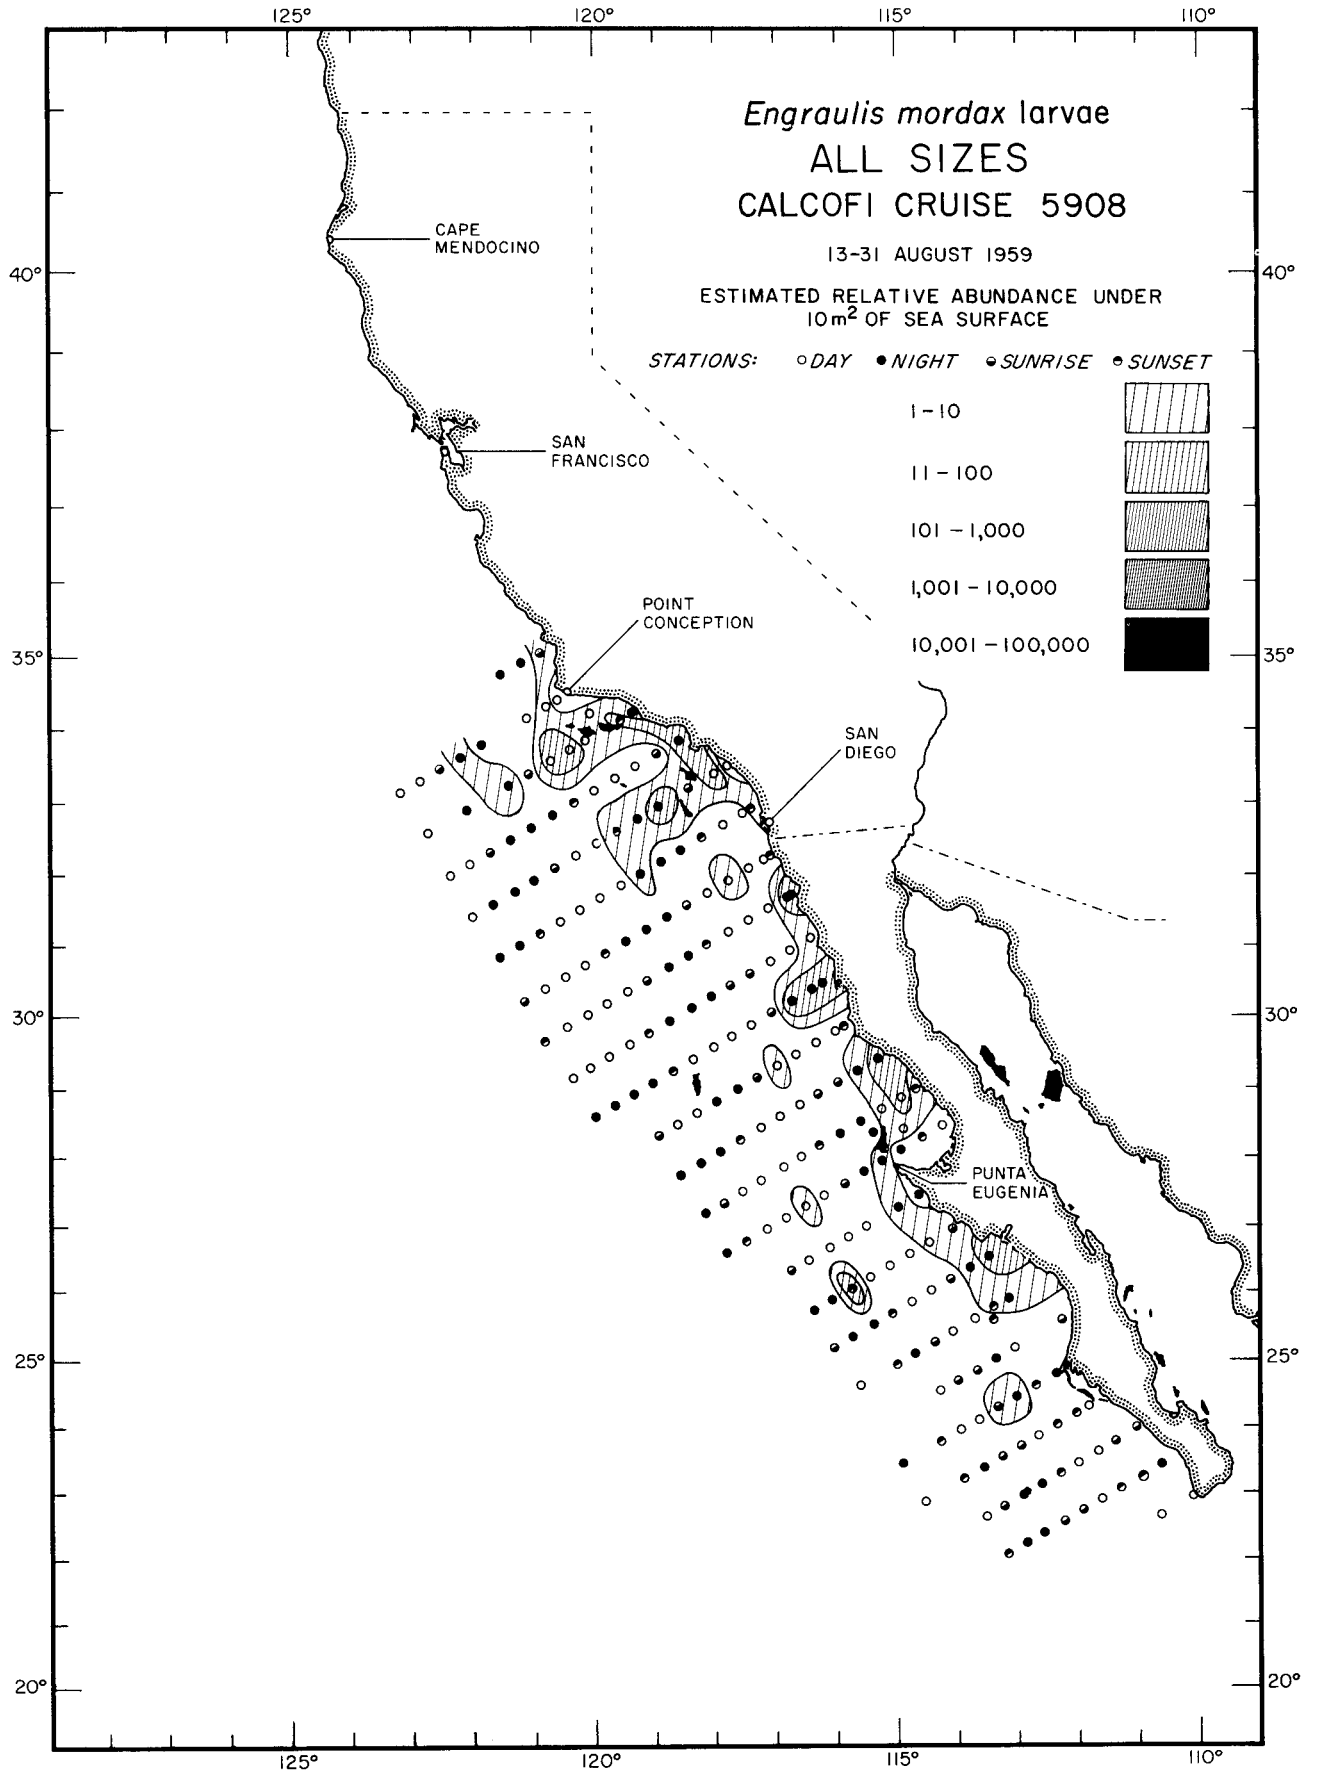 125° 120° 115° 110°
Engraulis mordax larvae
ALL SIZES
CALCOFI CRUISE 5908
13-31 AUGUST 1959
ESTIMATED RELATIVE ABUNDANCE UNDER
10m² OF SEA SURFACE
STATIONS: DAY NIGHT SUNRISE SUNSET
1-10
11-100
101-1,000
1,001-10,000
10,001-100,000
CAPE
MENDOCINO
40° 40°
SAN
FRANCISCO
POINT
CONCEPTION
35° 35°
SAN
DIEGO
30° 30°
PUNTA
EUGENIA
25° 25°
20° 20°
125° 120° 115° 110°